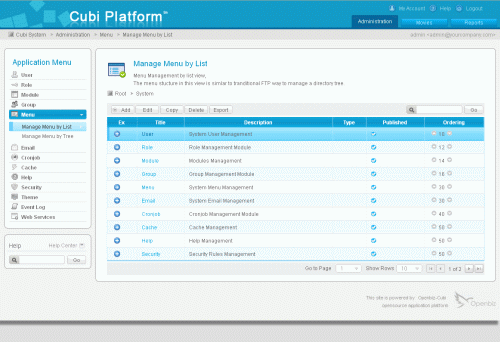 Cubi Platform™
My Account Help Logout
Administration Movies Reports
Cubi System > Administration > Menu > Manage Menu by List
admin <admin@yourcompany.com>
Application Menu
User
Role
Module
Group
Menu
Manage Menu by List
Manage Menu by Tree
Email
Cronjob
Cache
Help
Security
Theme
Event Log
Web Services
Help
Help Center
Go
Manage Menu by List
Menu Management by list view,
The menu stucture in this view is similar to tranditional FTP way to manage a directory tree.
Root > System
Add Edit Copy Delete Export Go
Ex Title Description Type Published Ordering
User System User Management 10
Role Role Management Module 12
Module Modules Management 14
Group Group Management Module 16
Menu System Menu Management 30
Email System Email Management 30
Cronjob Cronjob Management Module 40
Cache Cache Management 50
Help Help Management 50
Security Security Rules Management 50
Go to Page 1 Show Rows 10 1 of 3
This site is powered by Openbiz Cubi
opensource application platform
Openbiz